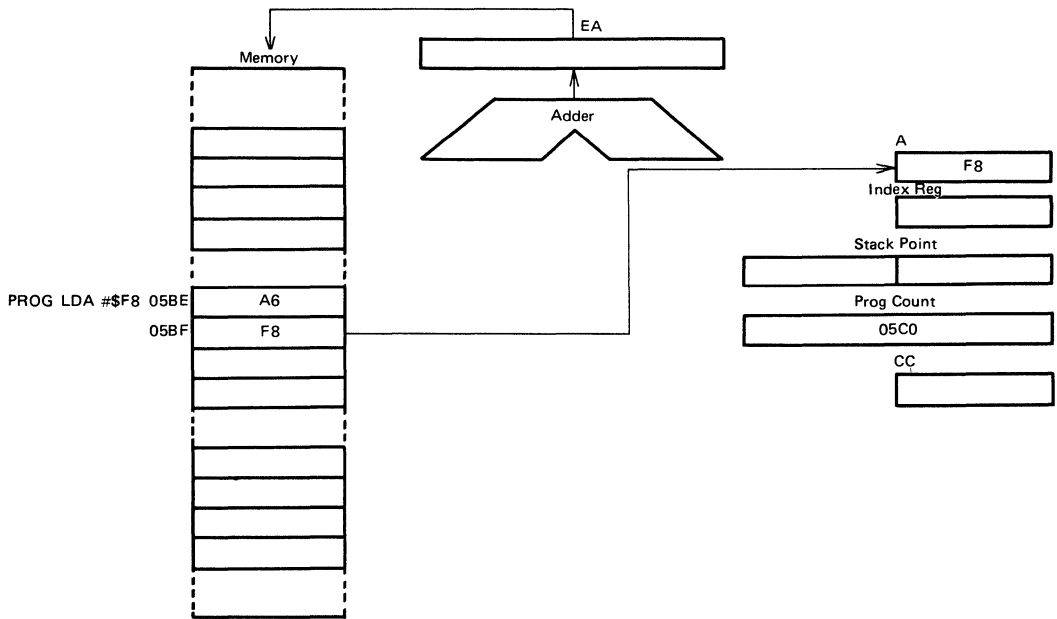 EA
Memory
Adder
A
F8
Index Reg
Stack Point
PROG LDA #$F8 05BE
A6
Prog Count
05BF
F8
05C0
CC